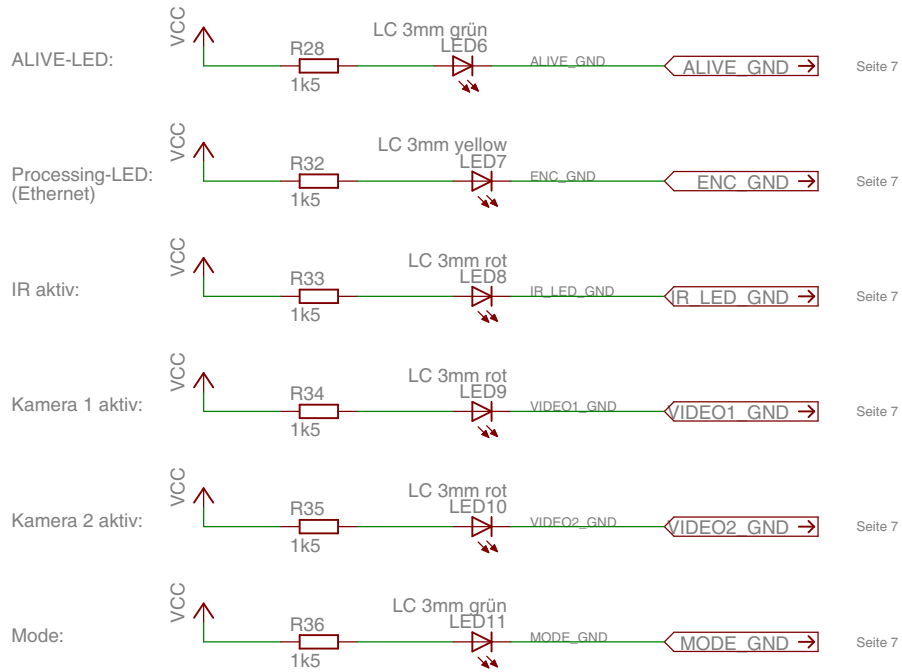 LC 3mm grün
VCC
R28
LED6
ALIVE-LED:
ALIVE_GND
ALIVE_GND
Seite 7
1k5
VCC
LC 3mm yellow
R32
LED7
Processing-LED:
(Ethernet)
ENC_GND
ENC_GND
Seite 7
1k5
VCC
LC 3mm rot
R33
LED8
IR aktiv:
IR_LED_GND
IR_LED_GND
Seite 7
1k5
VCC
LC 3mm rot
R34
LED9
Kamera 1 aktiv:
VIDEO1_GND
VIDEO1_GND
Seite 7
1k5
VCC
LC 3mm rot
R35
LED10
Kamera 2 aktiv:
VIDEO2_GND
VIDEO2_GND
Seite 7
1k5
VCC
LC 3mm grün
R36
LED11
Mode:
MODE_GND
MODE_GND
Seite 7
1k5